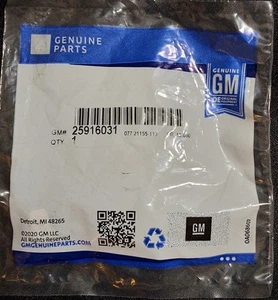 GENUINE
PARTS
GENUINE
GM
GM# 25916031
QTY 1
Detroit, MI 48265
©2020 GM LLC
All Rights Reserved
GMGENUINEPARTS.COM
GM